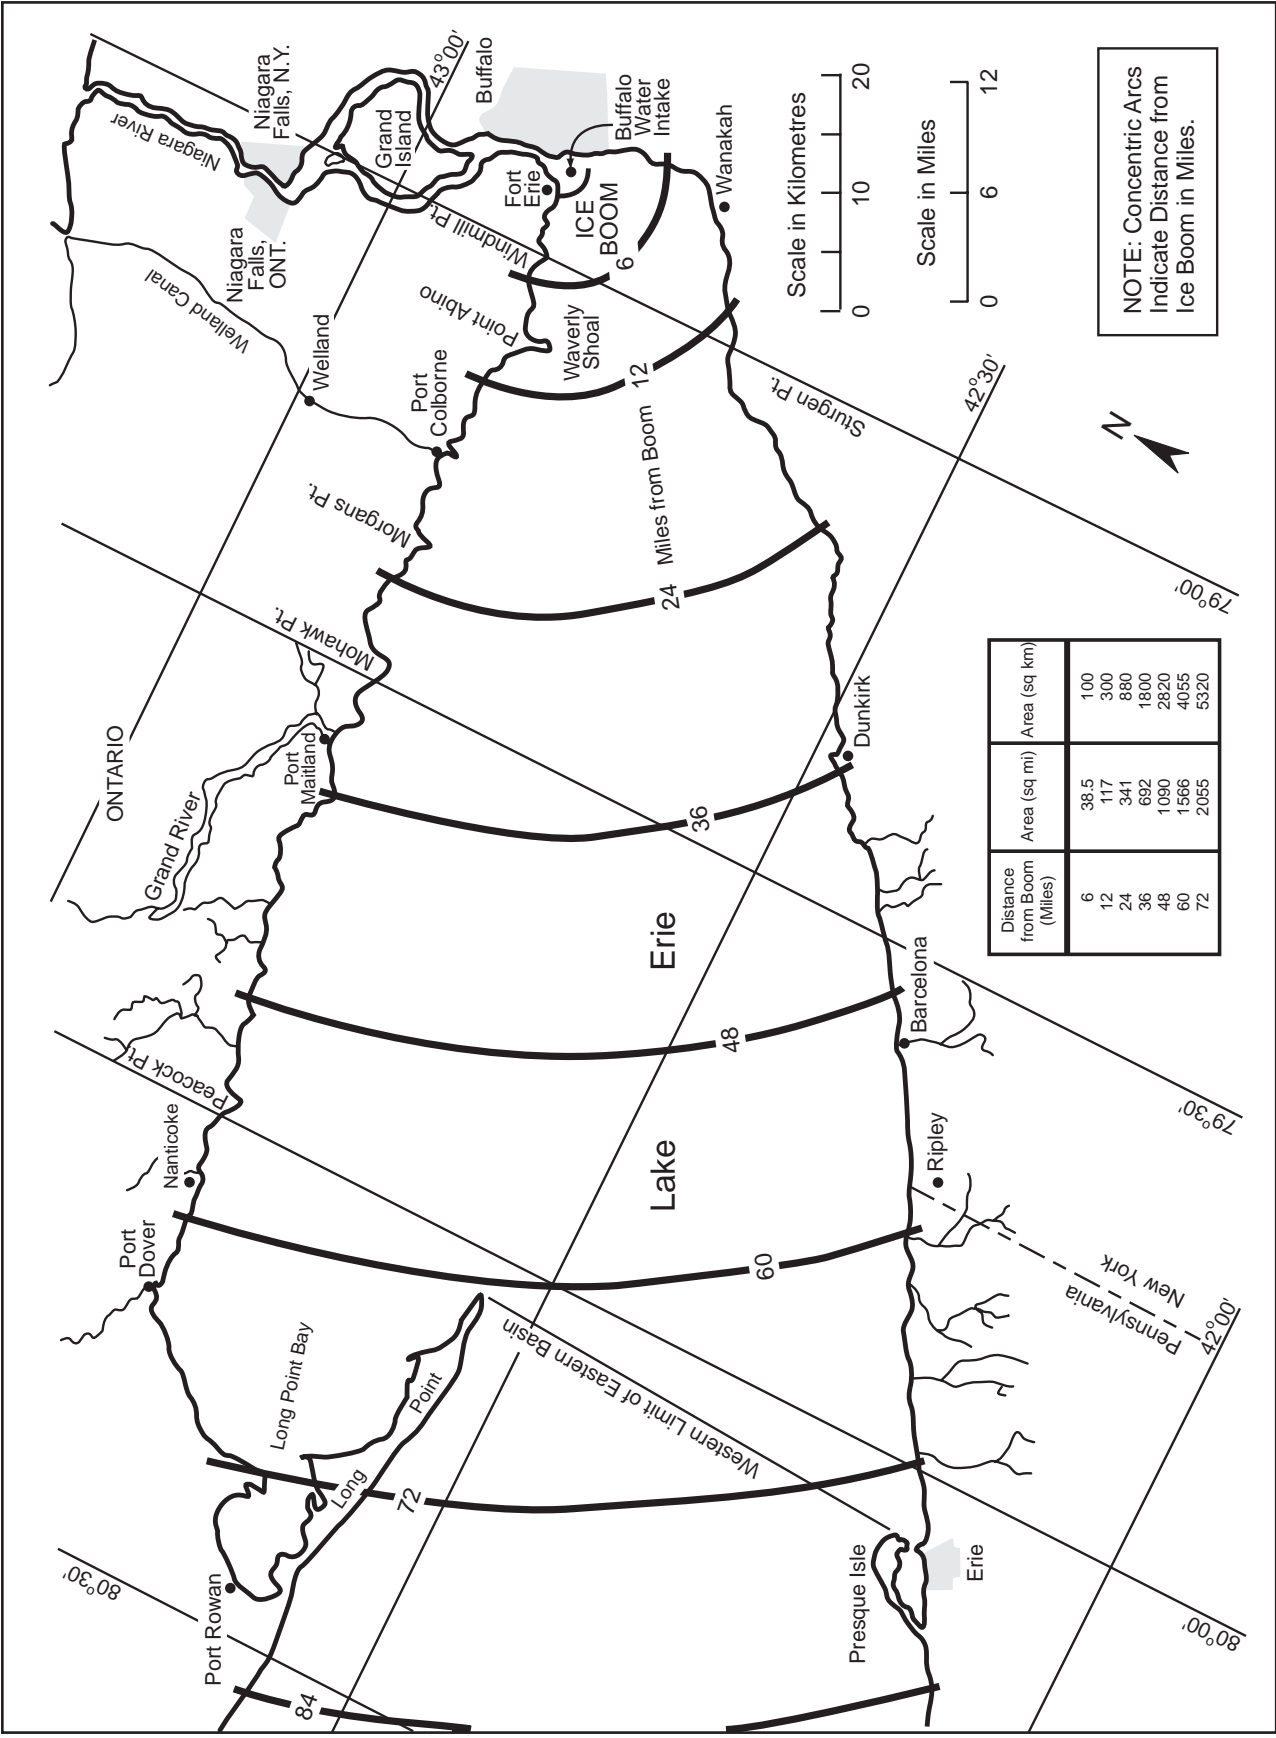 Niagara River
Niagara
Falls, N.Y.
Niagara
Falls,
ONT.
Grand
Island
43°00'
Buffalo
Buffalo
Water
Intake
Fort
Erie
ICE
BOOM
Wanakah
Windmill Pt.
Point Abino
Waverly
Shoal
Welland Canal
Welland
Port
Colborne
Morgans Pt.
Mohawk Pt.
Sturgen Pt.
42°30'
6
12
Miles from Boom
24
36
48
60
72
84
79°00'
ONTARIO
Port
Maitland
Grand River
Dunkirk
Lake Erie
Barcelona
79°30'
Peacock Pt.
Nanticoke
Port
Dover
Ripley
New York
Pennsylvania
42°00'
Long Point Bay
Long Point
Western Limit of Eastern Basin
Port Rowan
80°30'
Presque Isle
Erie
80°00'
Scale in Kilometres
0 10 20
Scale in Miles
0 6 12
N
NOTE: Concentric Arcs
Indicate Distance from
Ice Boom in Miles.
Distance
from Boom
(Miles)
Area (sq mi)
Area (sq km)
6 38.5 100
12 117 300
24 341 880
36 692 1800
48 1090 2820
60 1566 4055
72 2055 5320